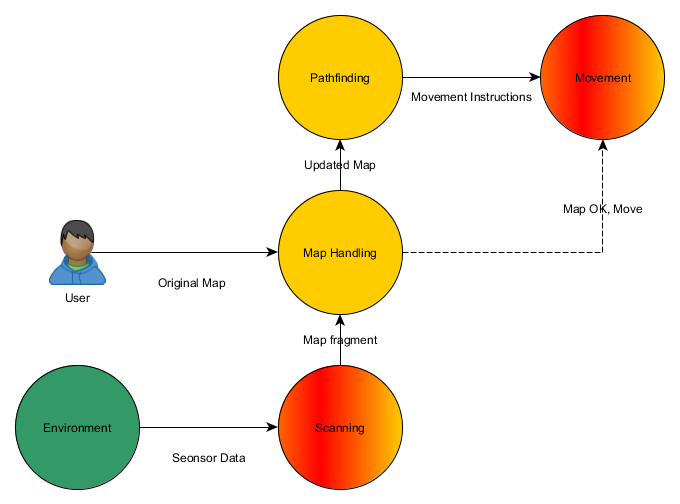 Pathfinding
Movement
Movement Instructions
Updated Map
Map OK, Move
Map Handling
Original Map
User
Map fragment
Environment
Scanning
Seonsor Data